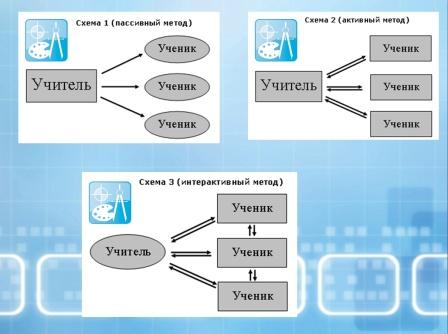 Схема 1 (пассивный метод)
Учитель
Ученик
Ученик
Ученик
Схема 2 (активный метод)
Учитель
Ученик
Ученик
Ученик
Схема 3 (интерактивный метод)
Учитель
Ученик
Ученик
Ученик